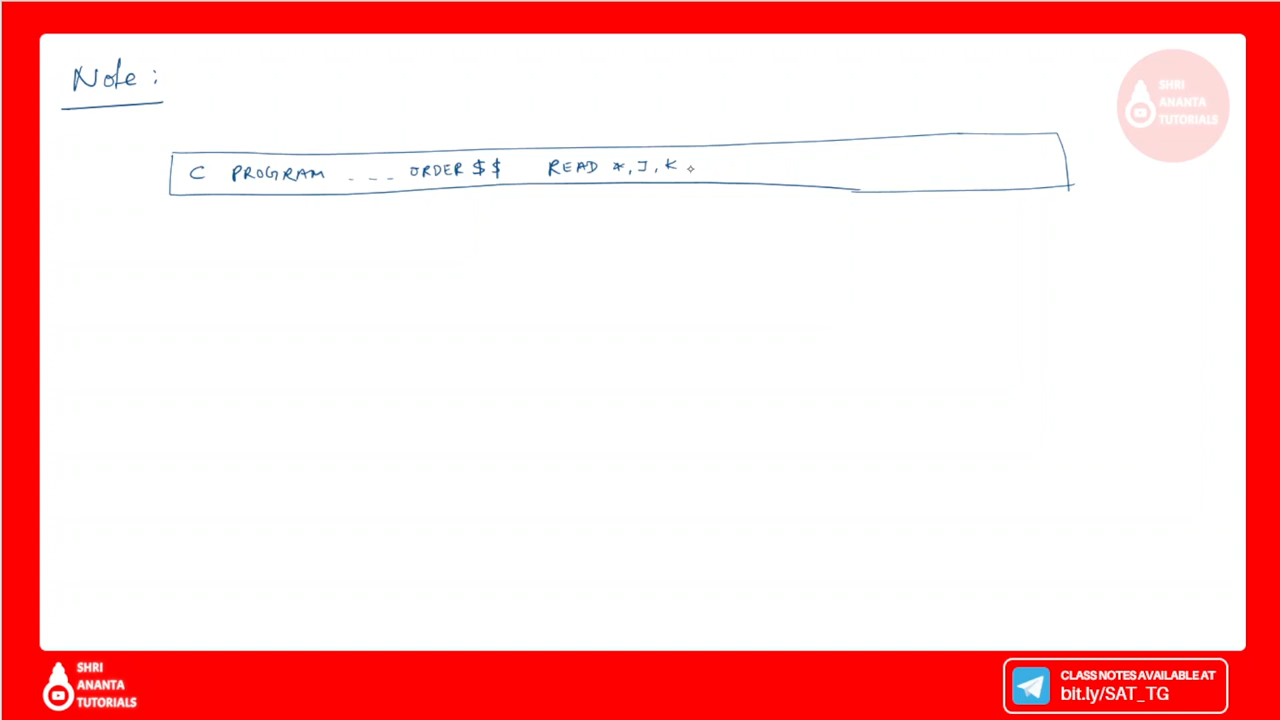 Note :
SHRI
ANANTA
TUTORIALS
C PROGRAM - - - ORDER $$ READ *, J, K
SHRI
ANANTA
TUTORIALS
CLASS NOTES AVAILABLE AT
bit.ly/SAT_TG